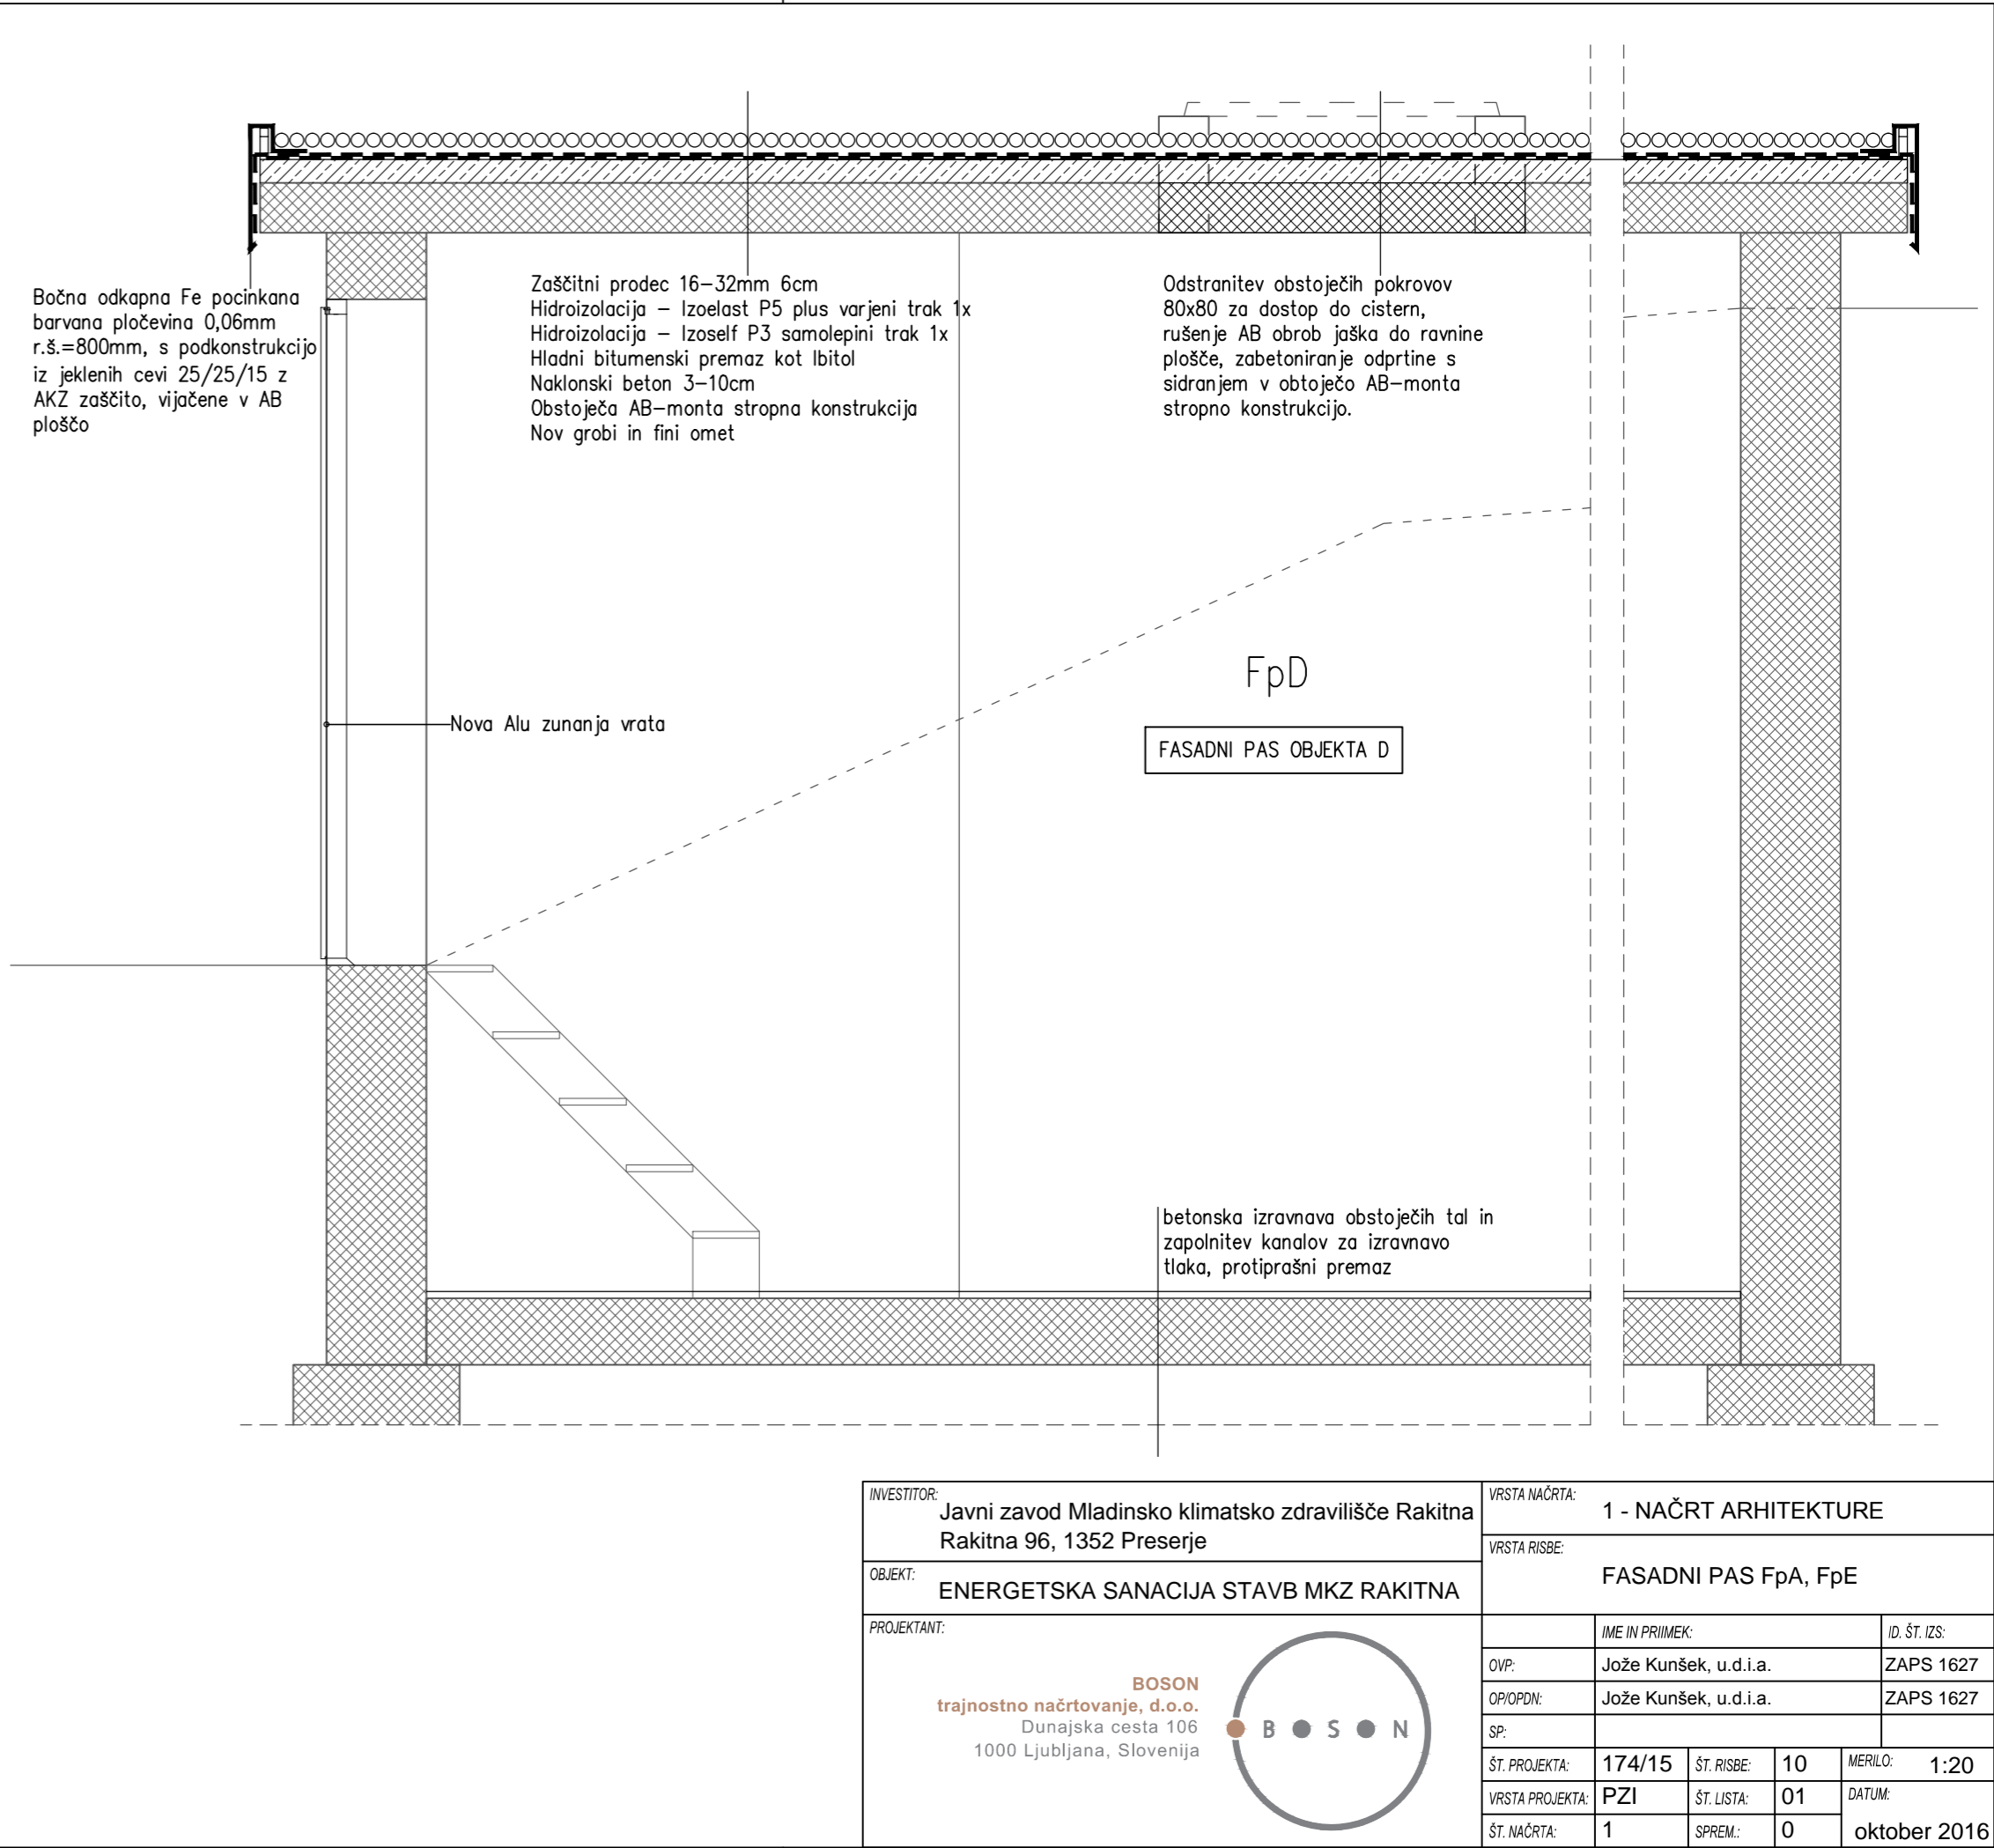 Bočna odkapna Fe pocinkana
barvana pločevina 0,06mm
r.š.=800mm, s podkonstrukcijo
iz jeklenih cevi 25/25/15 z
AKZ zaščito, vijačene v AB
ploščo
Zaščitni prodec 16-32mm 6cm
Hidroizolacija - Izoelast P5 plus varjeni trak 1x
Hidroizolacija - Izoself P3 samolepini trak 1x
Hladni bitumenski premaz kot Ibitol
Naklonski beton 3-10cm
Obstoječa AB-monta stropna konstrukcija
Nov grobi in fini omet
Odstranitev obstoječih pokrovov
80x80 za dostop do cistern,
rušenje AB obrob jaška do ravnine
plošče, zabetoniranje odprtine s
sidranjem v obtoječo AB-monta
stropno konstrukcijo.
FpD
FASADNI PAS OBJEKTA D
Nova Alu zunanja vrata
betonska izravnava obstoječih tal in
zapolnitev kanalov za izravnavo
tlaka, protiprašni premaz
INVESTITOR:
Javni zavod Mladinsko klimatsko zdravilišče Rakitna
Rakitna 96, 1352 Preserje
OBJEKT:
ENERGETSKA SANACIJA STAVB MKZ RAKITNA
PROJEKTANT:
BOSON
trajnostno načrtovanje, d.o.o.
Dunajska cesta 106
1000 Ljubljana, Slovenija
B S N
VRSTA NAČRTA:
1 - NAČRT ARHITEKTURE
VRSTA RISBE:
FASADNI PAS FpA, FpE
IME IN PRIIMEK: ID. ŠT. IZS:
OVP: Jože Kunšek, u.d.i.a. ZAPS 1627
OP/OPDN: Jože Kunšek, u.d.i.a. ZAPS 1627
SP:
ŠT. PROJEKTA: 174/15 ŠT. RISBE: 10 MERILO: 1:20
VRSTA PROJEKTA: PZI ŠT. LISTA: 01 DATUM:
ŠT. NAČRTA: 1 SPREM.: 0 oktober 2016